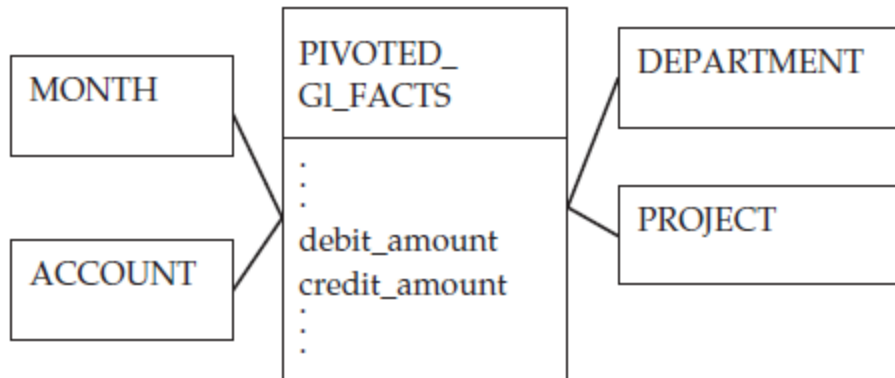 MONTH
ACCOUNT
PIVOTED_
Gl_FACTS
.
.
.
debit_amount
credit_amount
.
.
.
DEPARTMENT
PROJECT